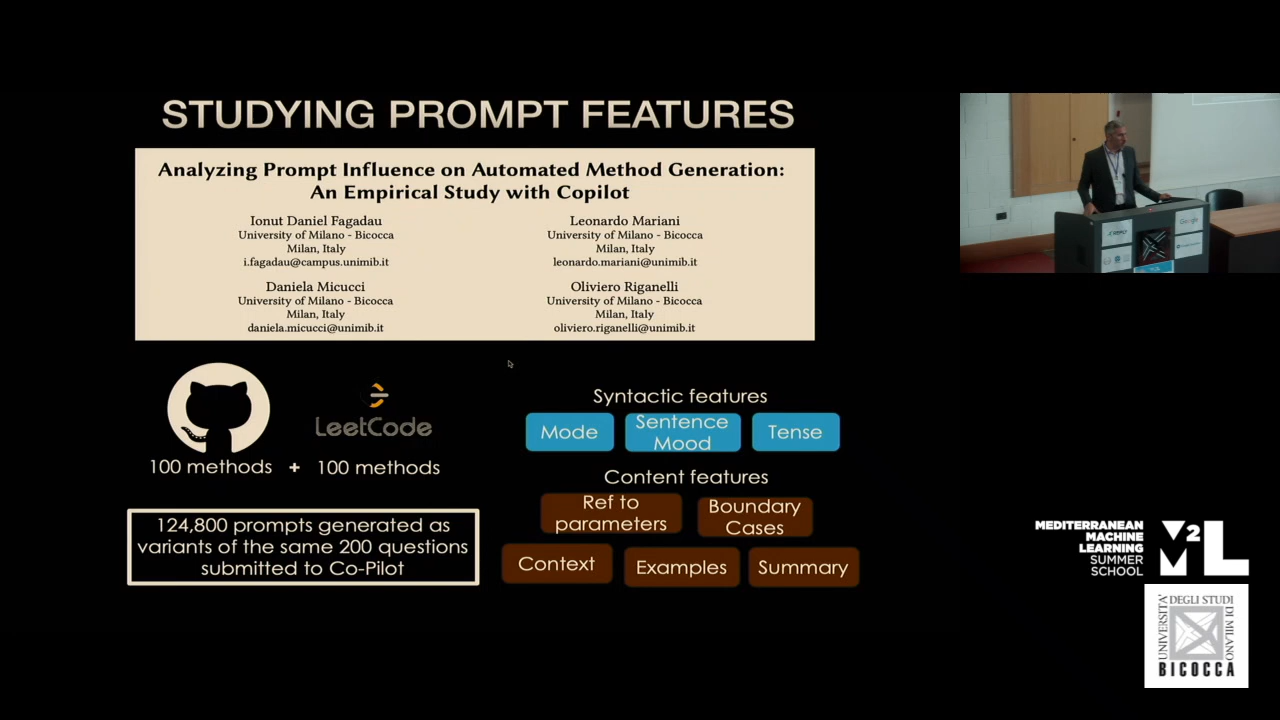 STUDYING PROMPT FEATURES
Analyzing Prompt Influence on Automated Method Generation:
An Empirical Study with Copilot
Ionut Daniel Fagadau
University of Milano - Bicocca
Milan, Italy
i.fagadau@campus.unimib.it
Leonardo Mariani
University of Milano - Bicocca
Milan, Italy
leonardo.mariani@unimib.it
Daniela Micucci
University of Milano - Bicocca
Milan, Italy
daniela.micucci@unimib.it
Oliviero Riganelli
University of Milano - Bicocca
Milan, Italy
oliviero.riganelli@unimib.it
LeetCode
100 methods + 100 methods
124,800 prompts generated as
variants of the same 200 questions
submitted to Co-Pilot
Syntactic features
Mode
Sentence
Mood
Tense
Content features
Ref to
parameters
Boundary
Cases
Context
Examples
Summary
Google
MEDITERRANEAN
MACHINE
LEARNING
SUMMER
SCHOOL
M2L
UNIVERSITA'
DEGLI STUDI
DI MILANO
BICOCCA